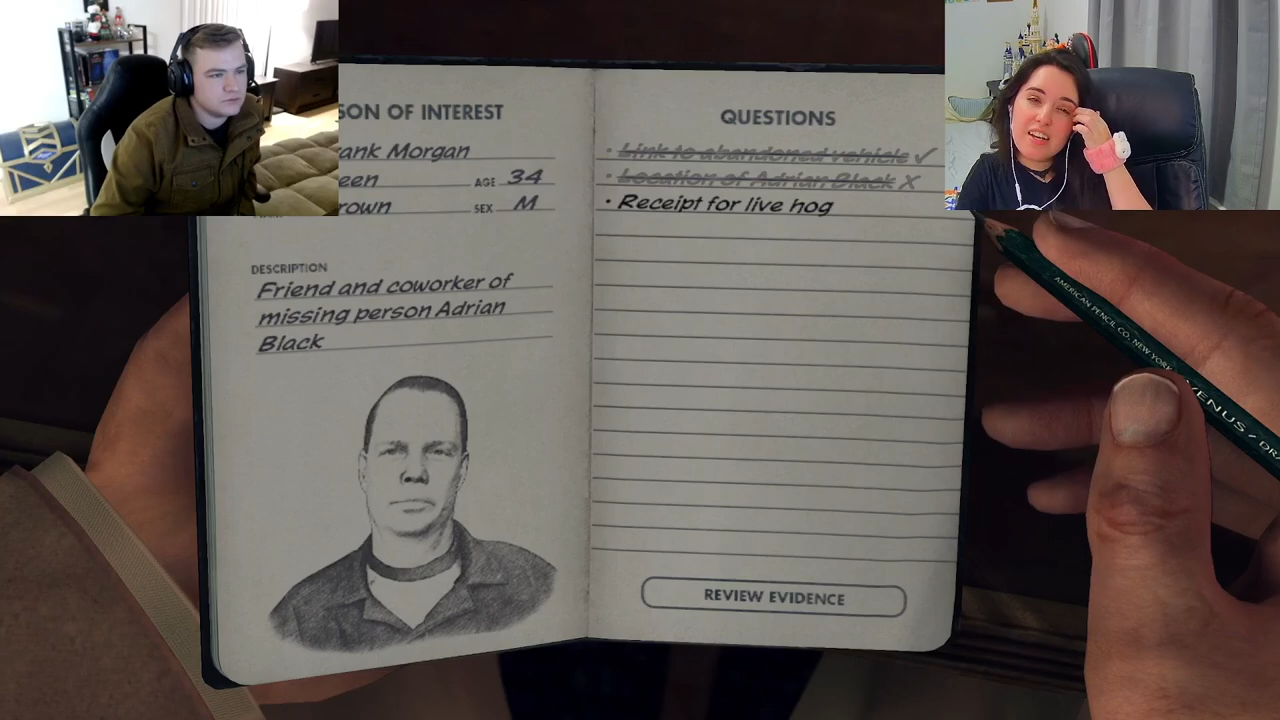 SON OF INTEREST
rank Morgan
een AGE 34
rown SEX M
DESCRIPTION
Friend and coworker of
missing person Adrian
Black
QUESTIONS
· Link to abandoned vehicle ✓
· Location of Adrian Black X
· Receipt for live hog
REVIEW EVIDENCE
AMERICAN PENCIL CO. NEW YORK
VENUS / DRA